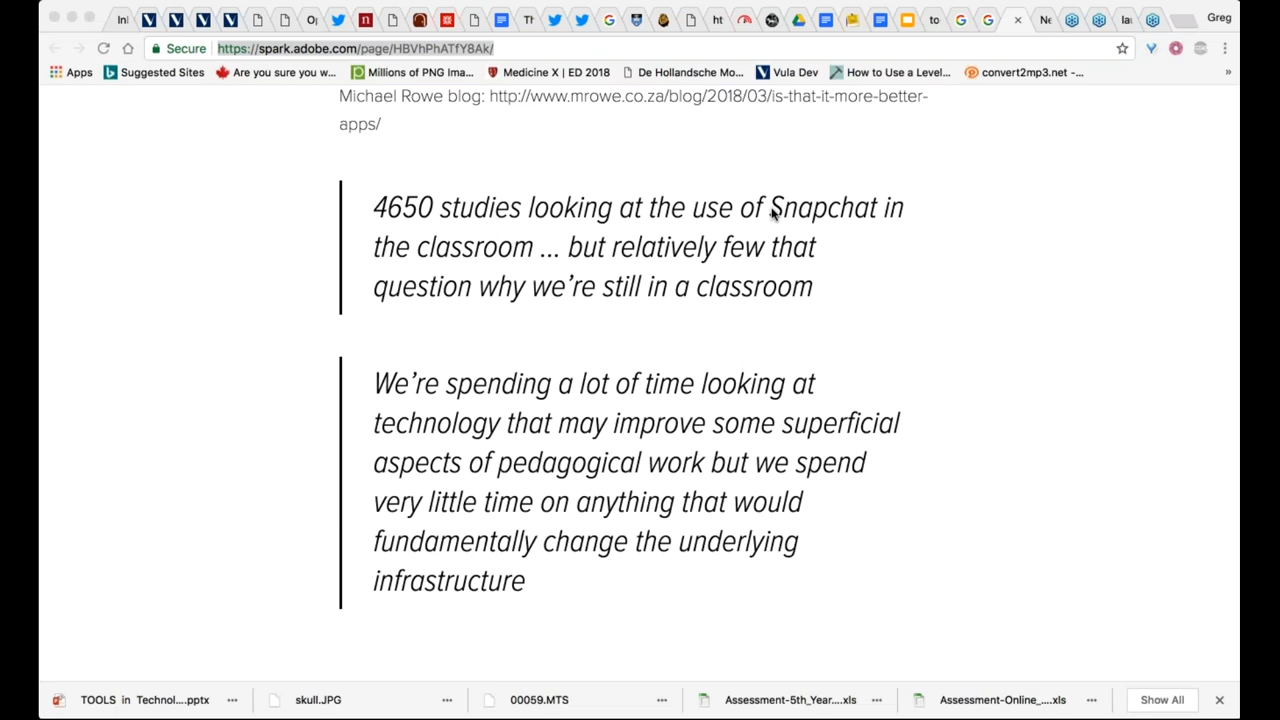 Inl
O
Tl
ht
to
Ne
lau
Greg
Secure https://spark.adobe.com/page/HBVhPhATfY8Ak/
Apps Suggested Sites Are you sure you w... Millions of PNG Ima... Medicine X | ED 2018 De Hollandsche Mo... Vula Dev How to Use a Level... convert2mp3.net -... »
Michael Rowe blog: http://www.mrowe.co.za/blog/2018/03/is-that-it-more-better-
apps/
4650 studies looking at the use of Snapchat in
the classroom ... but relatively few that
question why we’re still in a classroom
We’re spending a lot of time looking at
technology that may improve some superficial
aspects of pedagogical work but we spend
very little time on anything that would
fundamentally change the underlying
infrastructure
TOOLS in Technol....pptx skull.JPG 00059.MTS Assessment-5th_Year....xls Assessment-Online_....xls Show All